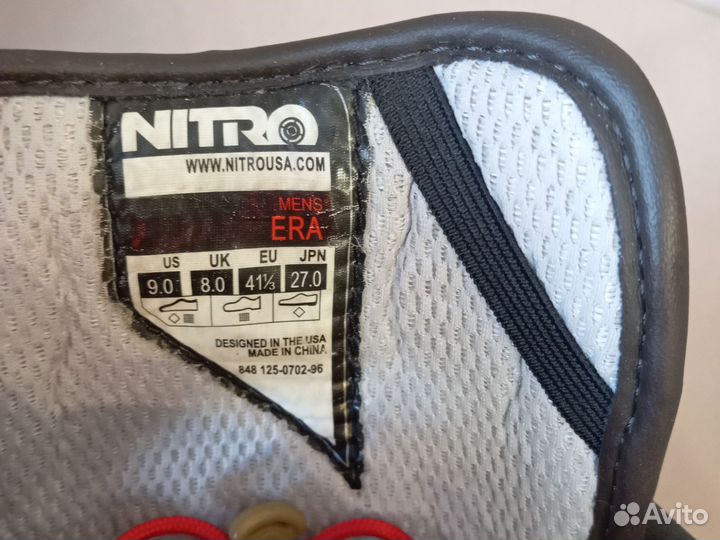 NITRO
WWW.NITROUSA.COM
MENS
ERA
US UK EU JPN
9.0 8.0 41⅓ 27.0
DESIGNED IN THE USA
MADE IN CHINA
848 125-0702-96
Avito